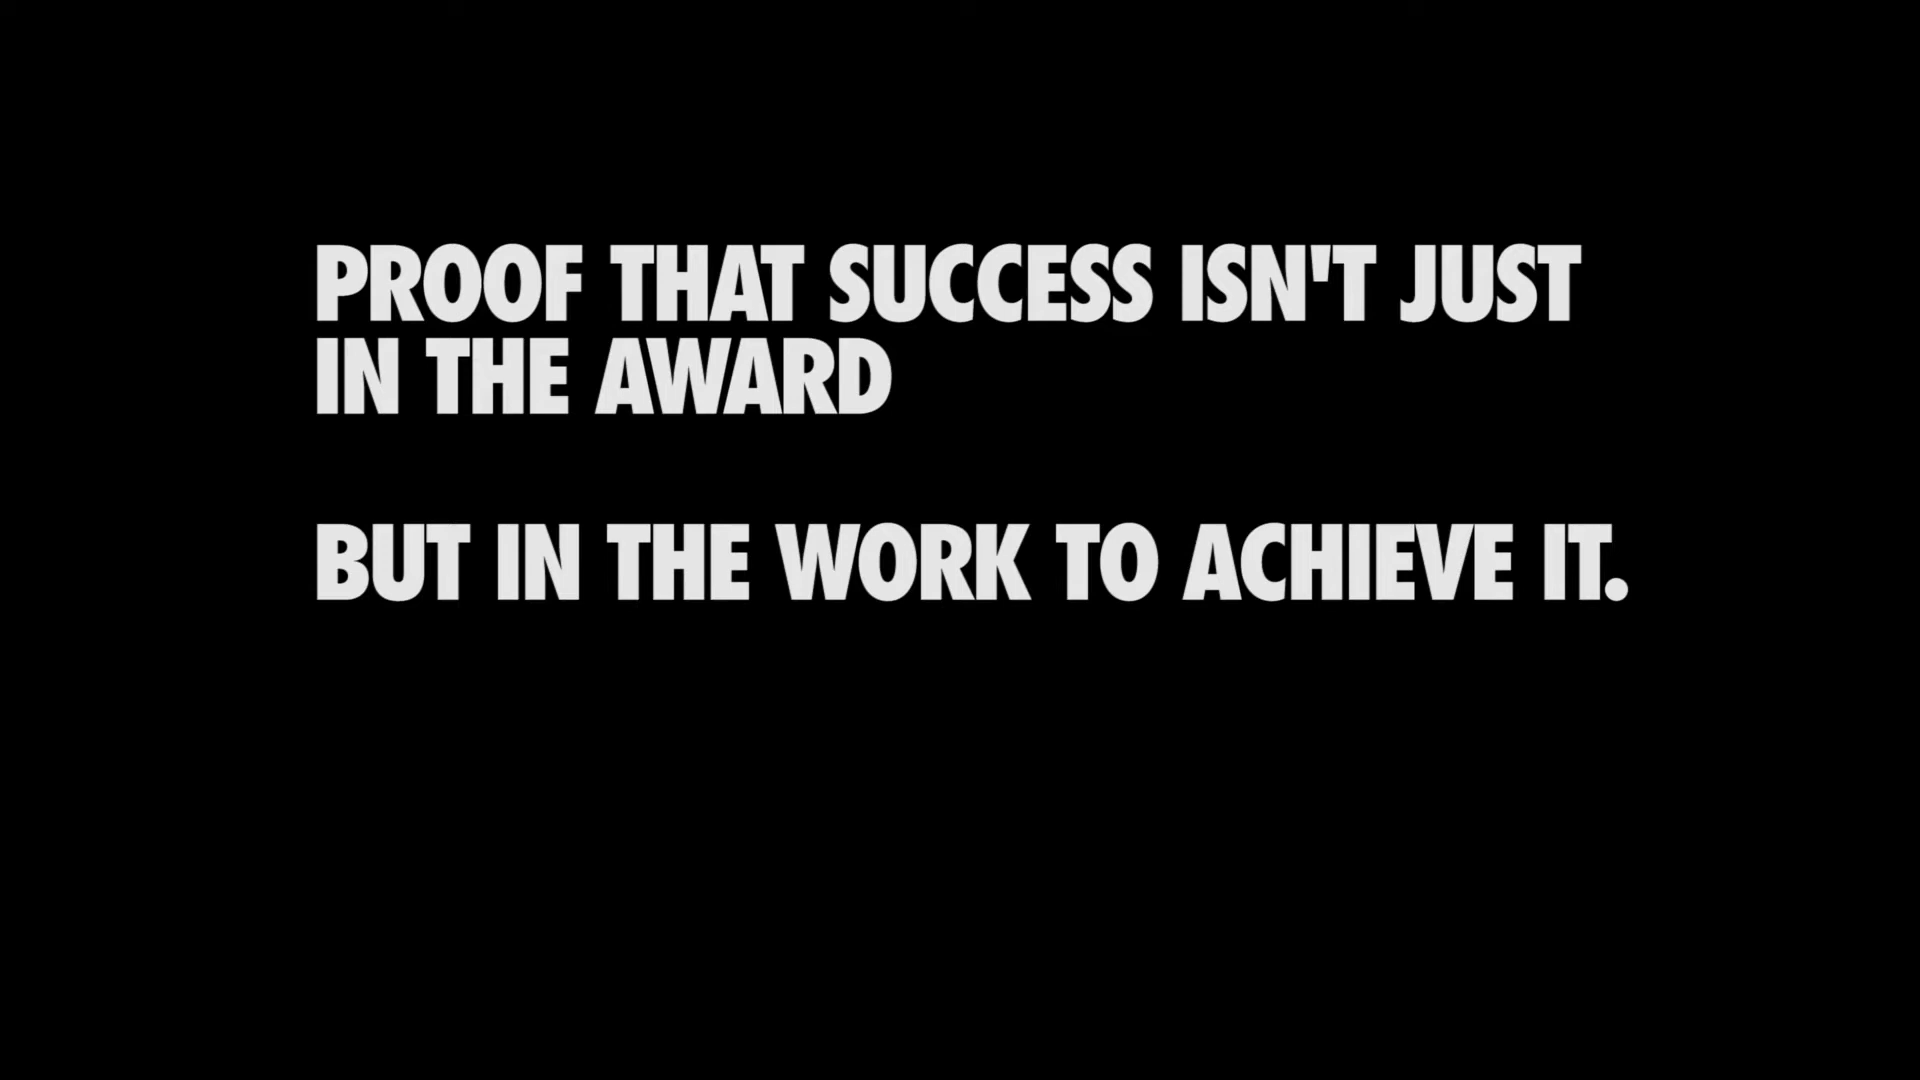 PROOF THAT SUCCESS ISN'T JUST
IN THE AWARD
BUT IN THE WORK TO ACHIEVE IT.